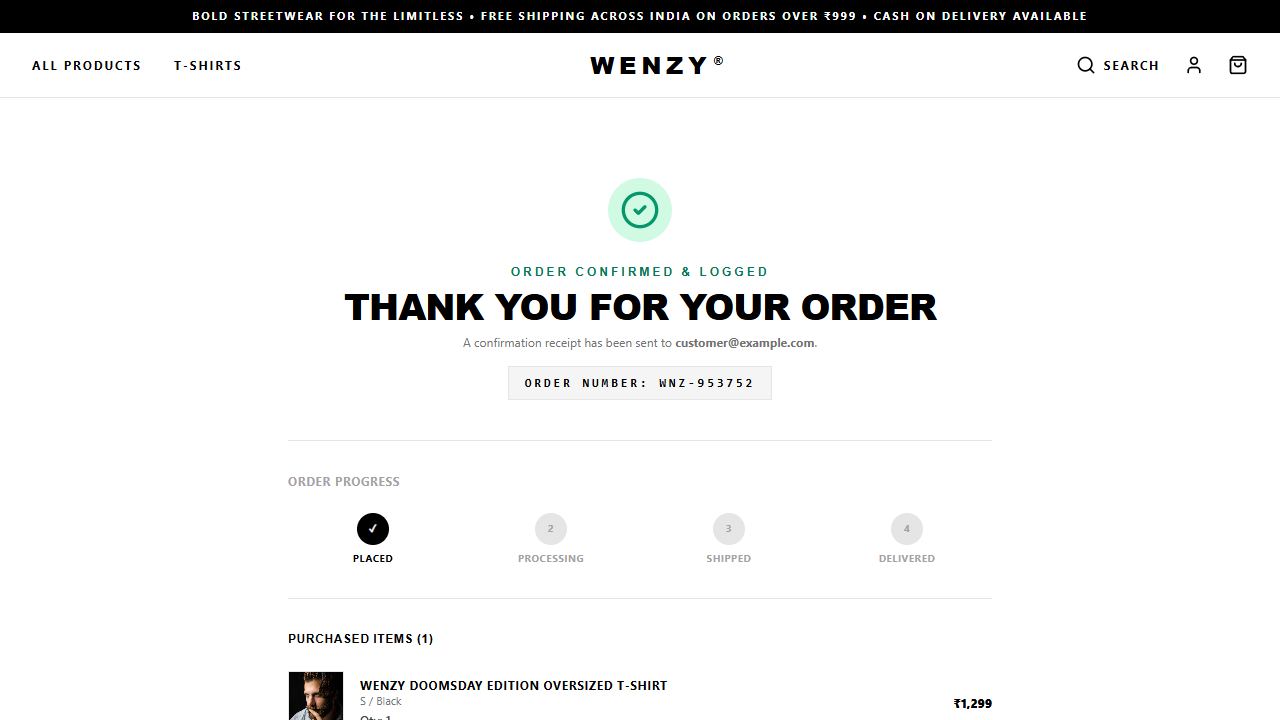 BOLD STREETWEAR FOR THE LIMITLESS • FREE SHIPPING ACROSS INDIA ON ORDERS OVER ₹999 • CASH ON DELIVERY AVAILABLE
ALL PRODUCTS T-SHIRTS WENZY® SEARCH
ORDER CONFIRMED & LOGGED
THANK YOU FOR YOUR ORDER
A confirmation receipt has been sent to customer@example.com.
ORDER NUMBER: WNZ-953752
ORDER PROGRESS
✓ 2 3 4
PLACED PROCESSING SHIPPED DELIVERED
PURCHASED ITEMS (1)
WENZY DOOMSDAY EDITION OVERSIZED T-SHIRT
S / Black
₹1,299
Qty: 1